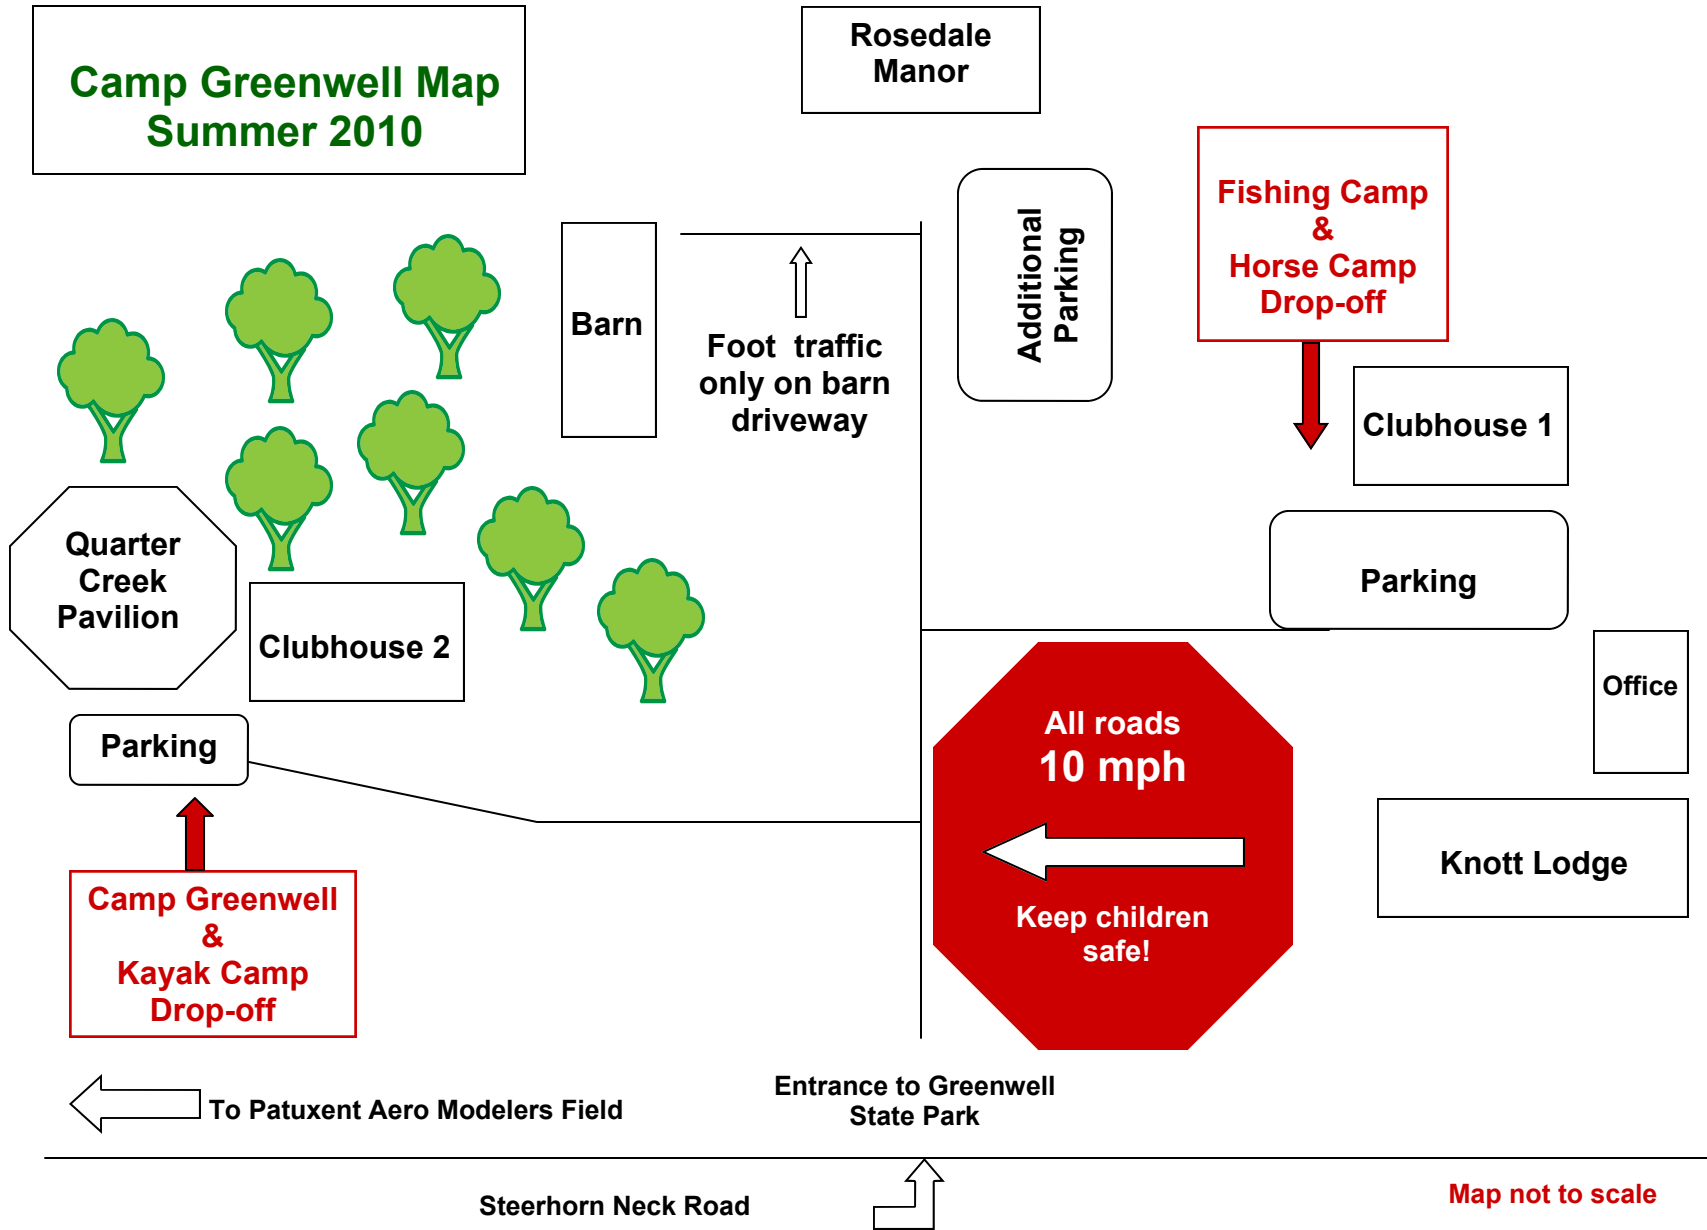 Camp Greenwell Map
Summer 2010
Rosedale
Manor
Fishing Camp
&
Horse Camp
Drop-off
Additional
Parking
Barn
Foot traffic
only on barn
driveway
Clubhouse 1
Quarter
Creek
Pavilion
Parking
Clubhouse 2
Office
Parking
All roads
10 mph
Keep children
safe!
Knott Lodge
Camp Greenwell
&
Kayak Camp
Drop-off
To Patuxent Aero Modelers Field
Entrance to Greenwell
State Park
Steerhorn Neck Road
Map not to scale